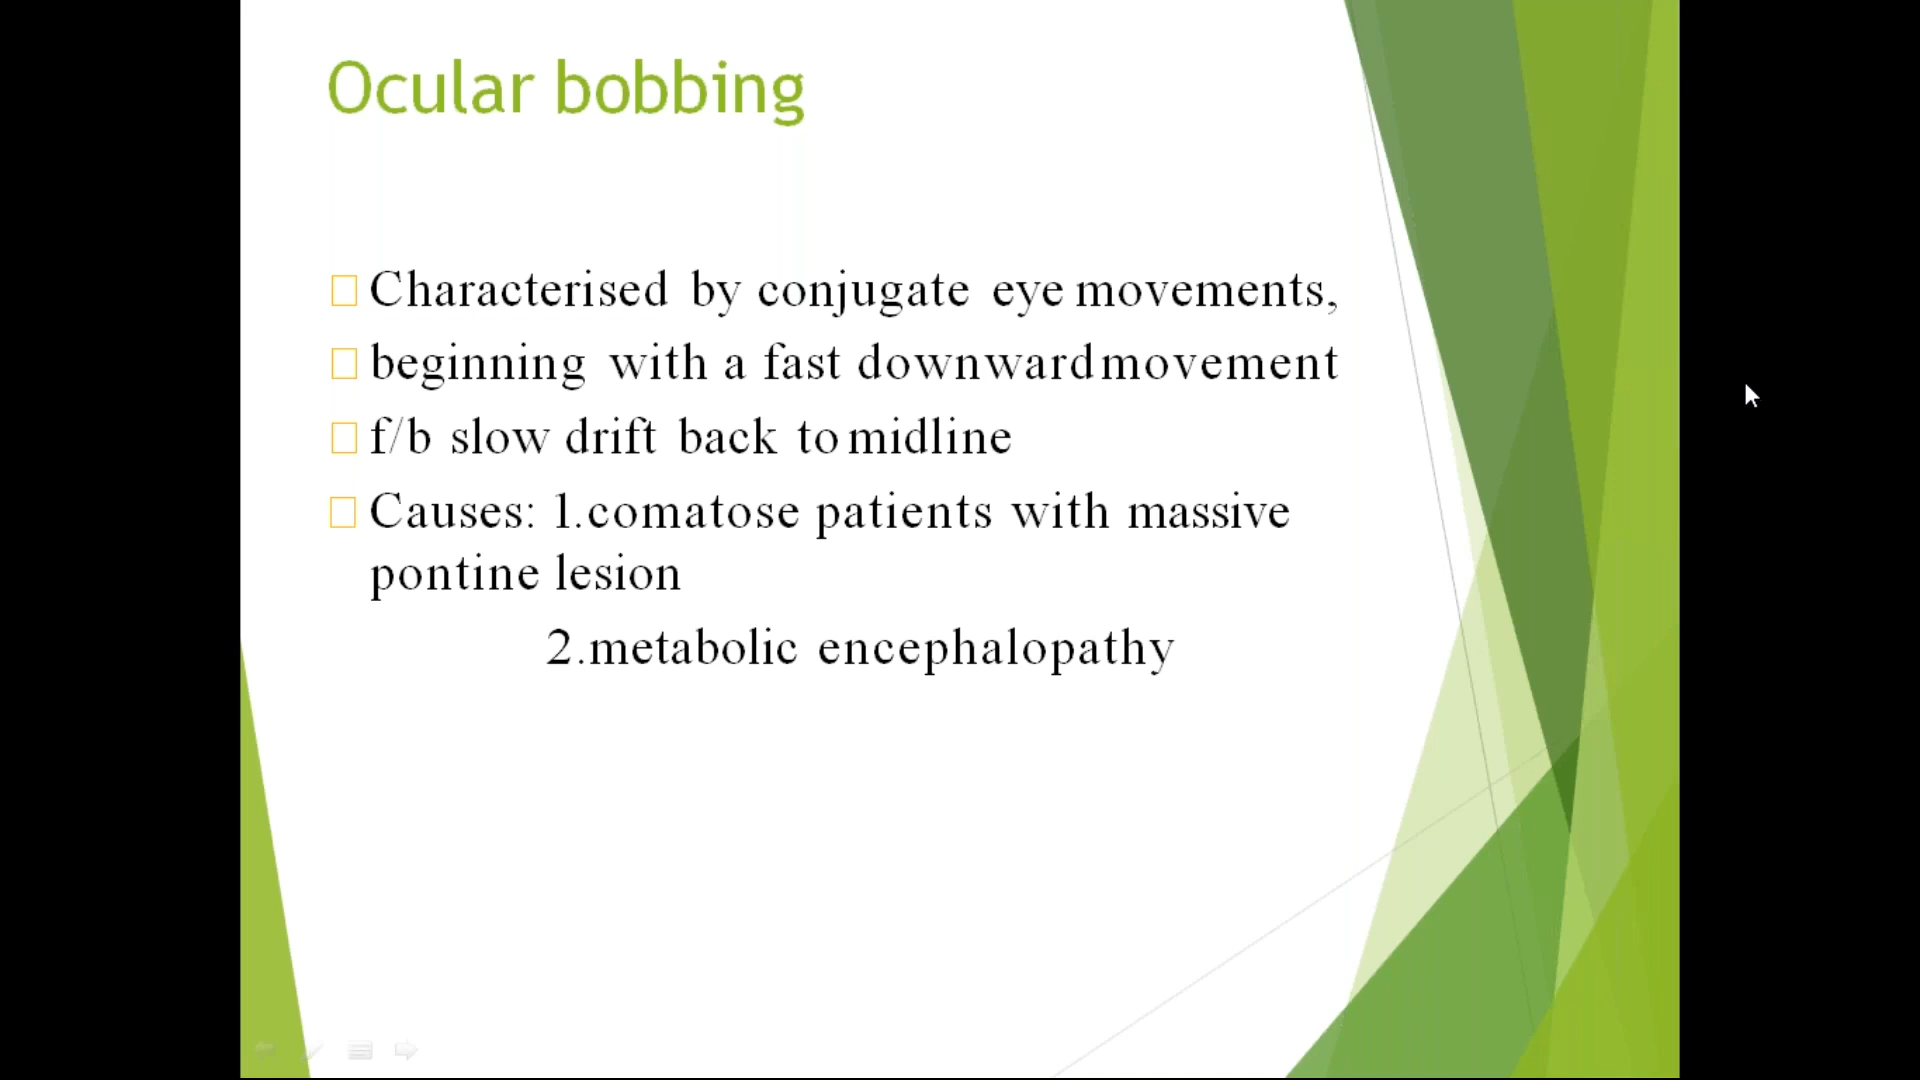 Ocular bobbing
Characterised by conjugate eye movements,
beginning with a fast downward movement
f/b slow drift back to midline
Causes: 1.comatose patients with massive
pontine lesion
2.metabolic encephalopathy